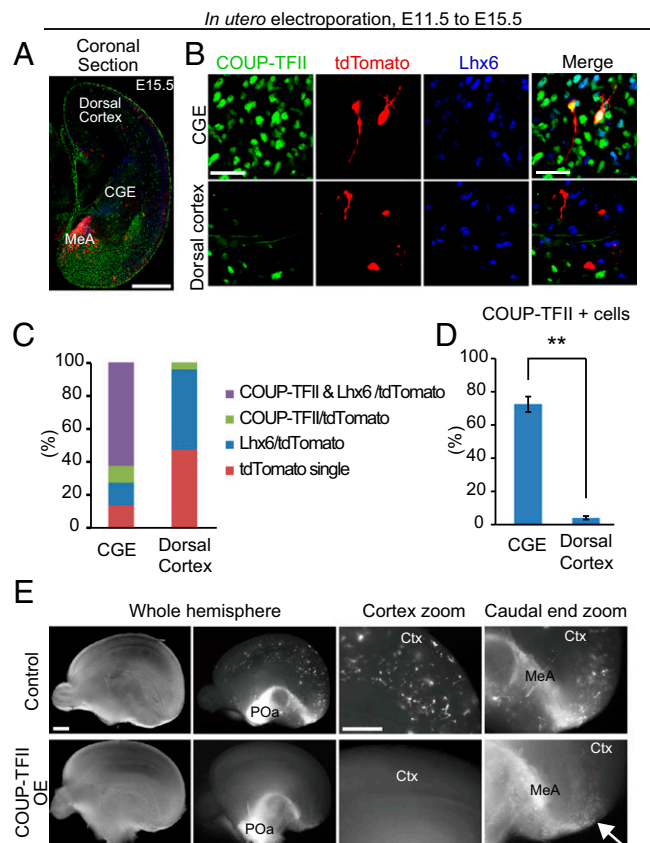 In utero electroporation, E11.5 to E15.5
A
Coronal
Section
E15.5
Dorsal
Cortex
CGE
MeA
B
COUP-TFII tdTomato Lhx6 Merge
CGE
Dorsal cortex
C
100
80
60
40
20
0
(%)
CGE
Dorsal
Cortex
COUP-TFII & Lhx6 /tdTomato
COUP-TFII/tdTomato
Lhx6/tdTomato
tdTomato single
D
COUP-TFII + cells
**
100
80
60
40
20
0
(%)
CGE
Dorsal
Cortex
E
Whole hemisphere Cortex zoom Caudal end zoom
Control
POa
Ctx
Ctx
MeA
COUP-TFII
OE
POa
Ctx
Ctx
MeA